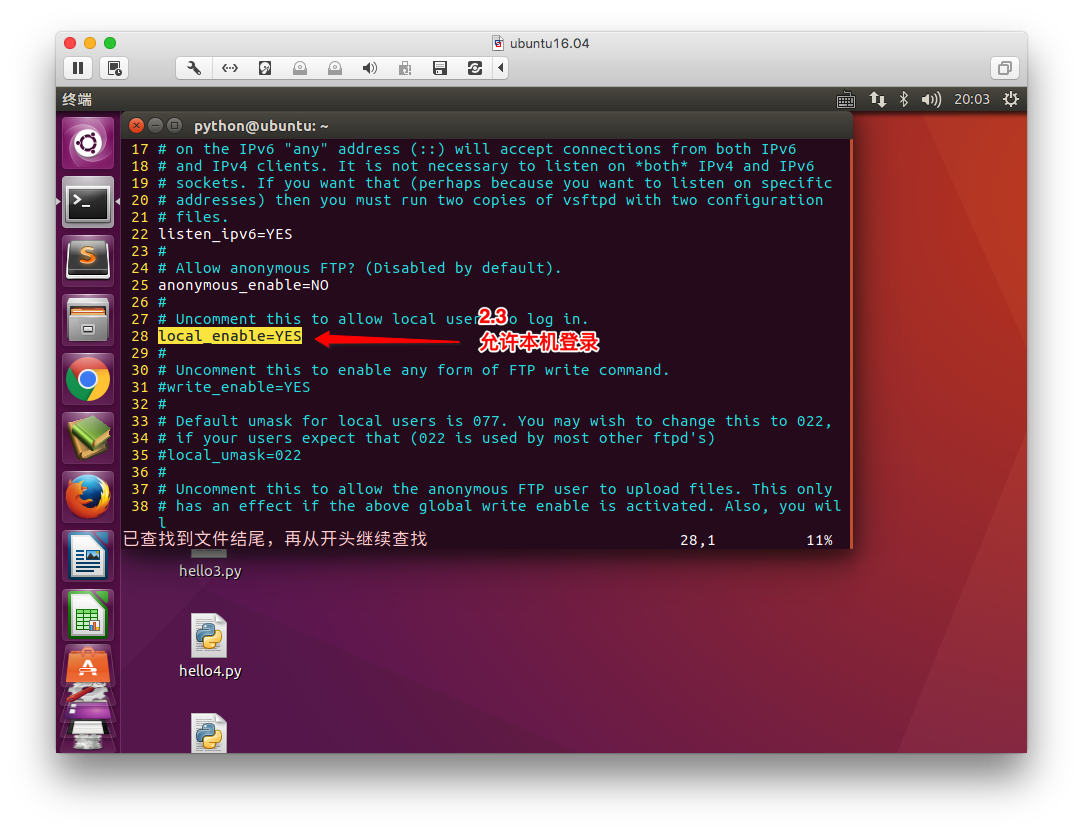 ubuntu16.04
终端
20:03
python@ubuntu: ~
17 # on the IPv6 "any" address (::) will accept connections from both IPv6
18 # and IPv4 clients. It is not necessary to listen on *both* IPv4 and IPv6
19 # sockets. If you want that (perhaps because you want to listen on specific
20 # addresses) then you must run two copies of vsftpd with two configuration
21 # files.
22 listen_ipv6=YES
23 #
24 # Allow anonymous FTP? (Disabled by default).
25 anonymous_enable=NO
26 #
27 # Uncomment this to allow local users to log in.
2.3
28 local_enable=YES
允许本机登录
29 #
30 # Uncomment this to enable any form of FTP write command.
31 #write_enable=YES
32 #
33 # Default umask for local users is 077. You may wish to change this to 022,
34 # if your users expect that (022 is used by most other ftpd's)
35 #local_umask=022
36 #
37 # Uncomment this to allow the anonymous FTP user to upload files. This only
38 # has an effect if the above global write enable is activated. Also, you wil
l
已查找到文件结尾，再从开头继续查找 28,1 11%
hello3.py
hello4.py